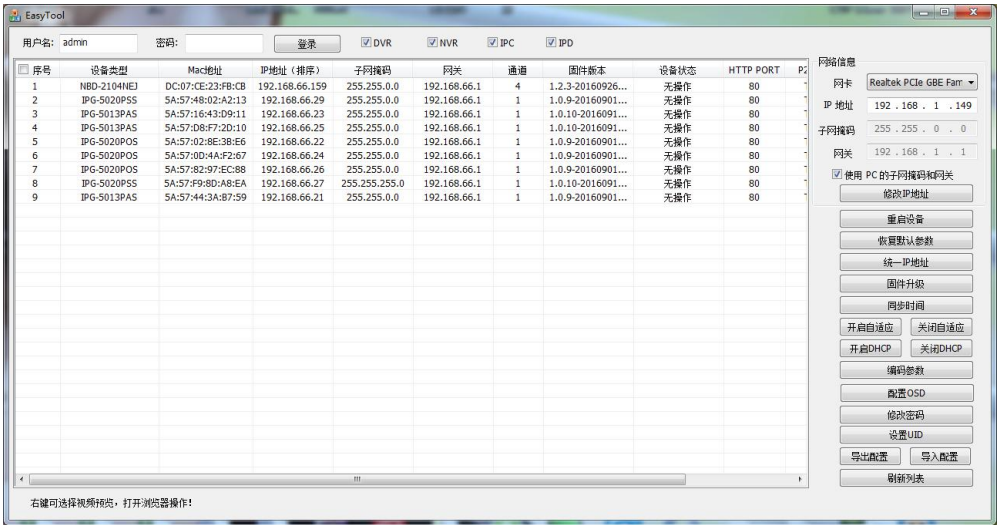 EasyTool
用户名: admin 密码: 登录 DVR NVR IPC IPD
序号 设备类型 Mac地址 IP地址（排序） 子网掩码 网关 通道 固件版本 设备状态 HTTP PORT P2
1 NBD-2104NEJ DC:07:CE:23:FB:CB 192.168.66.159 255.255.0.0 192.168.66.1 4 1.2.3-20160926... 无操作 80
2 IPG-5020PSS 5A:57:48:02:A2:13 192.168.66.29 255.255.0.0 192.168.66.1 1 1.0.9-20160901... 无操作 80
3 IPG-5013PAS 5A:57:16:43:D9:11 192.168.66.23 255.255.0.0 192.168.66.1 1 1.0.10-2016091... 无操作 80
4 IPG-5013PAS 5A:57:D8:F7:2D:10 192.168.66.25 255.255.0.0 192.168.66.1 1 1.0.10-2016091... 无操作 80
5 IPG-5020POS 5A:57:02:8E:3B:E6 192.168.66.22 255.255.0.0 192.168.66.1 1 1.0.9-20160901... 无操作 80
6 IPG-5020POS 5A:57:0D:4A:F2:67 192.168.66.24 255.255.0.0 192.168.66.1 1 1.0.9-20160901... 无操作 80
7 IPG-5020POS 5A:57:82:97:EC:88 192.168.66.26 255.255.0.0 192.168.66.1 1 1.0.9-20160901... 无操作 80
8 IPG-5020PSS 5A:57:F9:8D:A8:EA 192.168.66.27 255.255.255.0 192.168.66.1 1 1.0.10-2016091... 无操作 80
9 IPG-5013PAS 5A:57:44:3A:B7:59 192.168.66.21 255.255.0.0 192.168.66.1 1 1.0.9-20160901... 无操作 80
网络信息
网卡 Realtek PCIe GBE Fam
IP 地址 192 . 168 . 1 . 149
子网掩码 255 . 255 . 0 . 0
网关 192 . 168 . 1 . 1
使用 PC 的子网掩码和网关
修改IP地址
重启设备
恢复默认参数
统一IP地址
固件升级
同步时间
开启自适应 关闭自适应
开启DHCP 关闭DHCP
编码参数
配置OSD
修改密码
设置UID
导出配置 导入配置
刷新列表
右键可选择视频预览，打开浏览器操作!